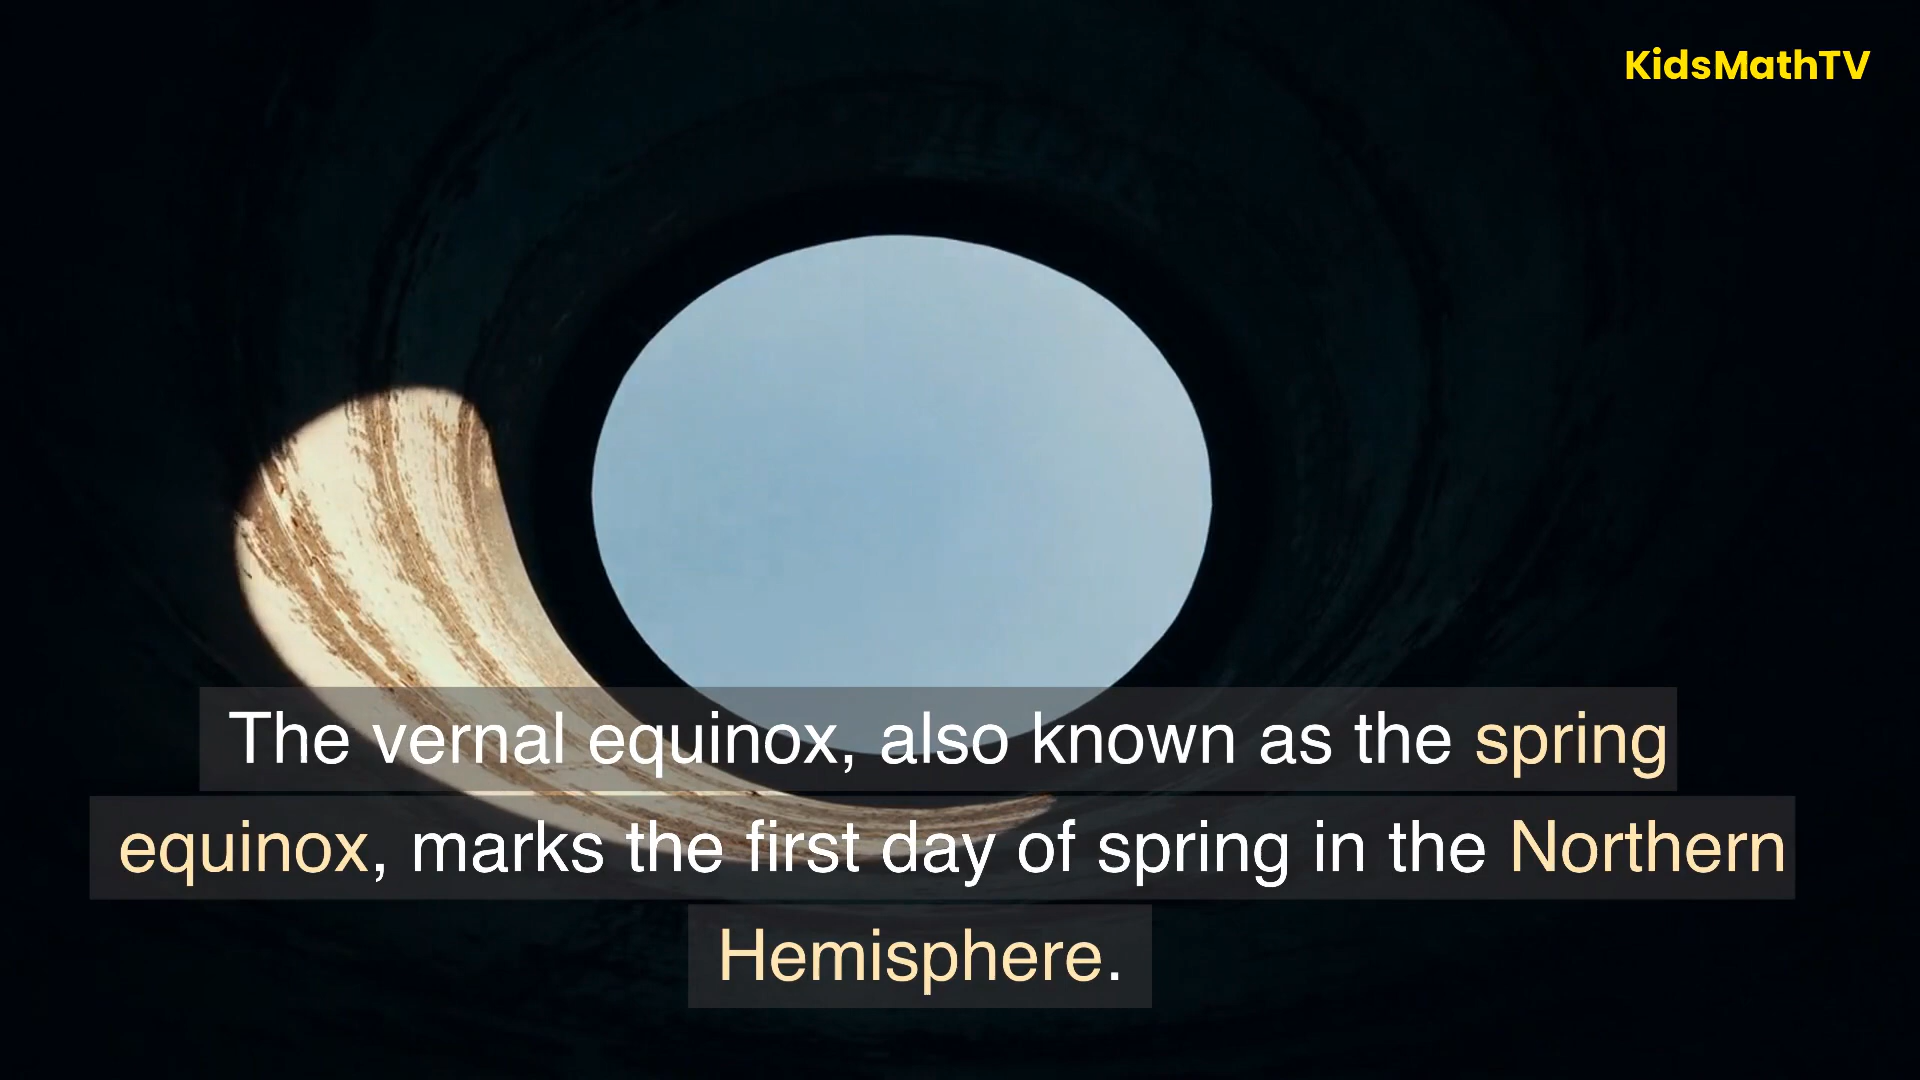 KidsMathTV
The vernal equinox, also known as the spring
equinox, marks the first day of spring in the Northern
Hemisphere.